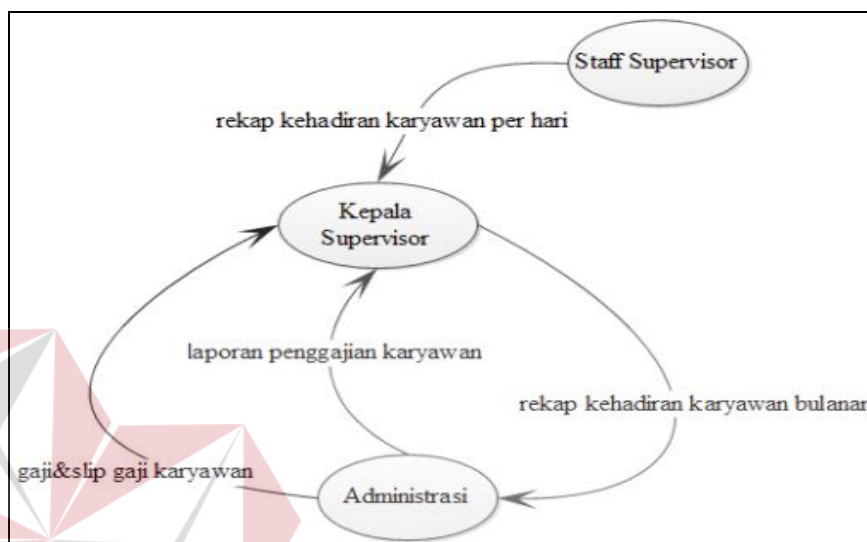 Staff Supervisor
rekap kehadiran karyawan per hari
Kepala
Supervisor
laporan penggajian karyawan
rekap kehadiran karyawan bulanan
gaji&slip gaji karyawan
Administrasi